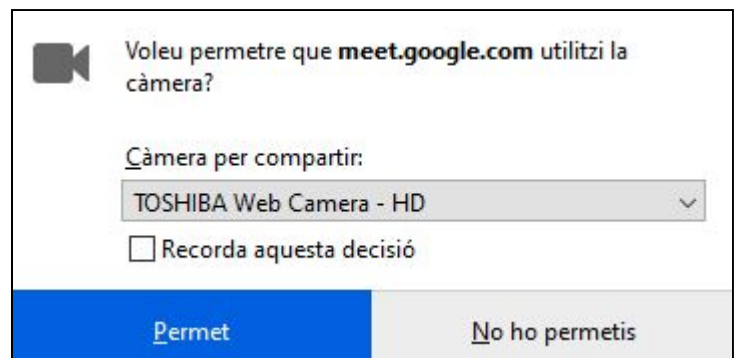 Voleu permetre que meet.google.com utilitzi la
càmera?
Càmera per compartir:
TOSHIBA Web Camera - HD
Recorda aquesta decisió
Permet
No ho permetis